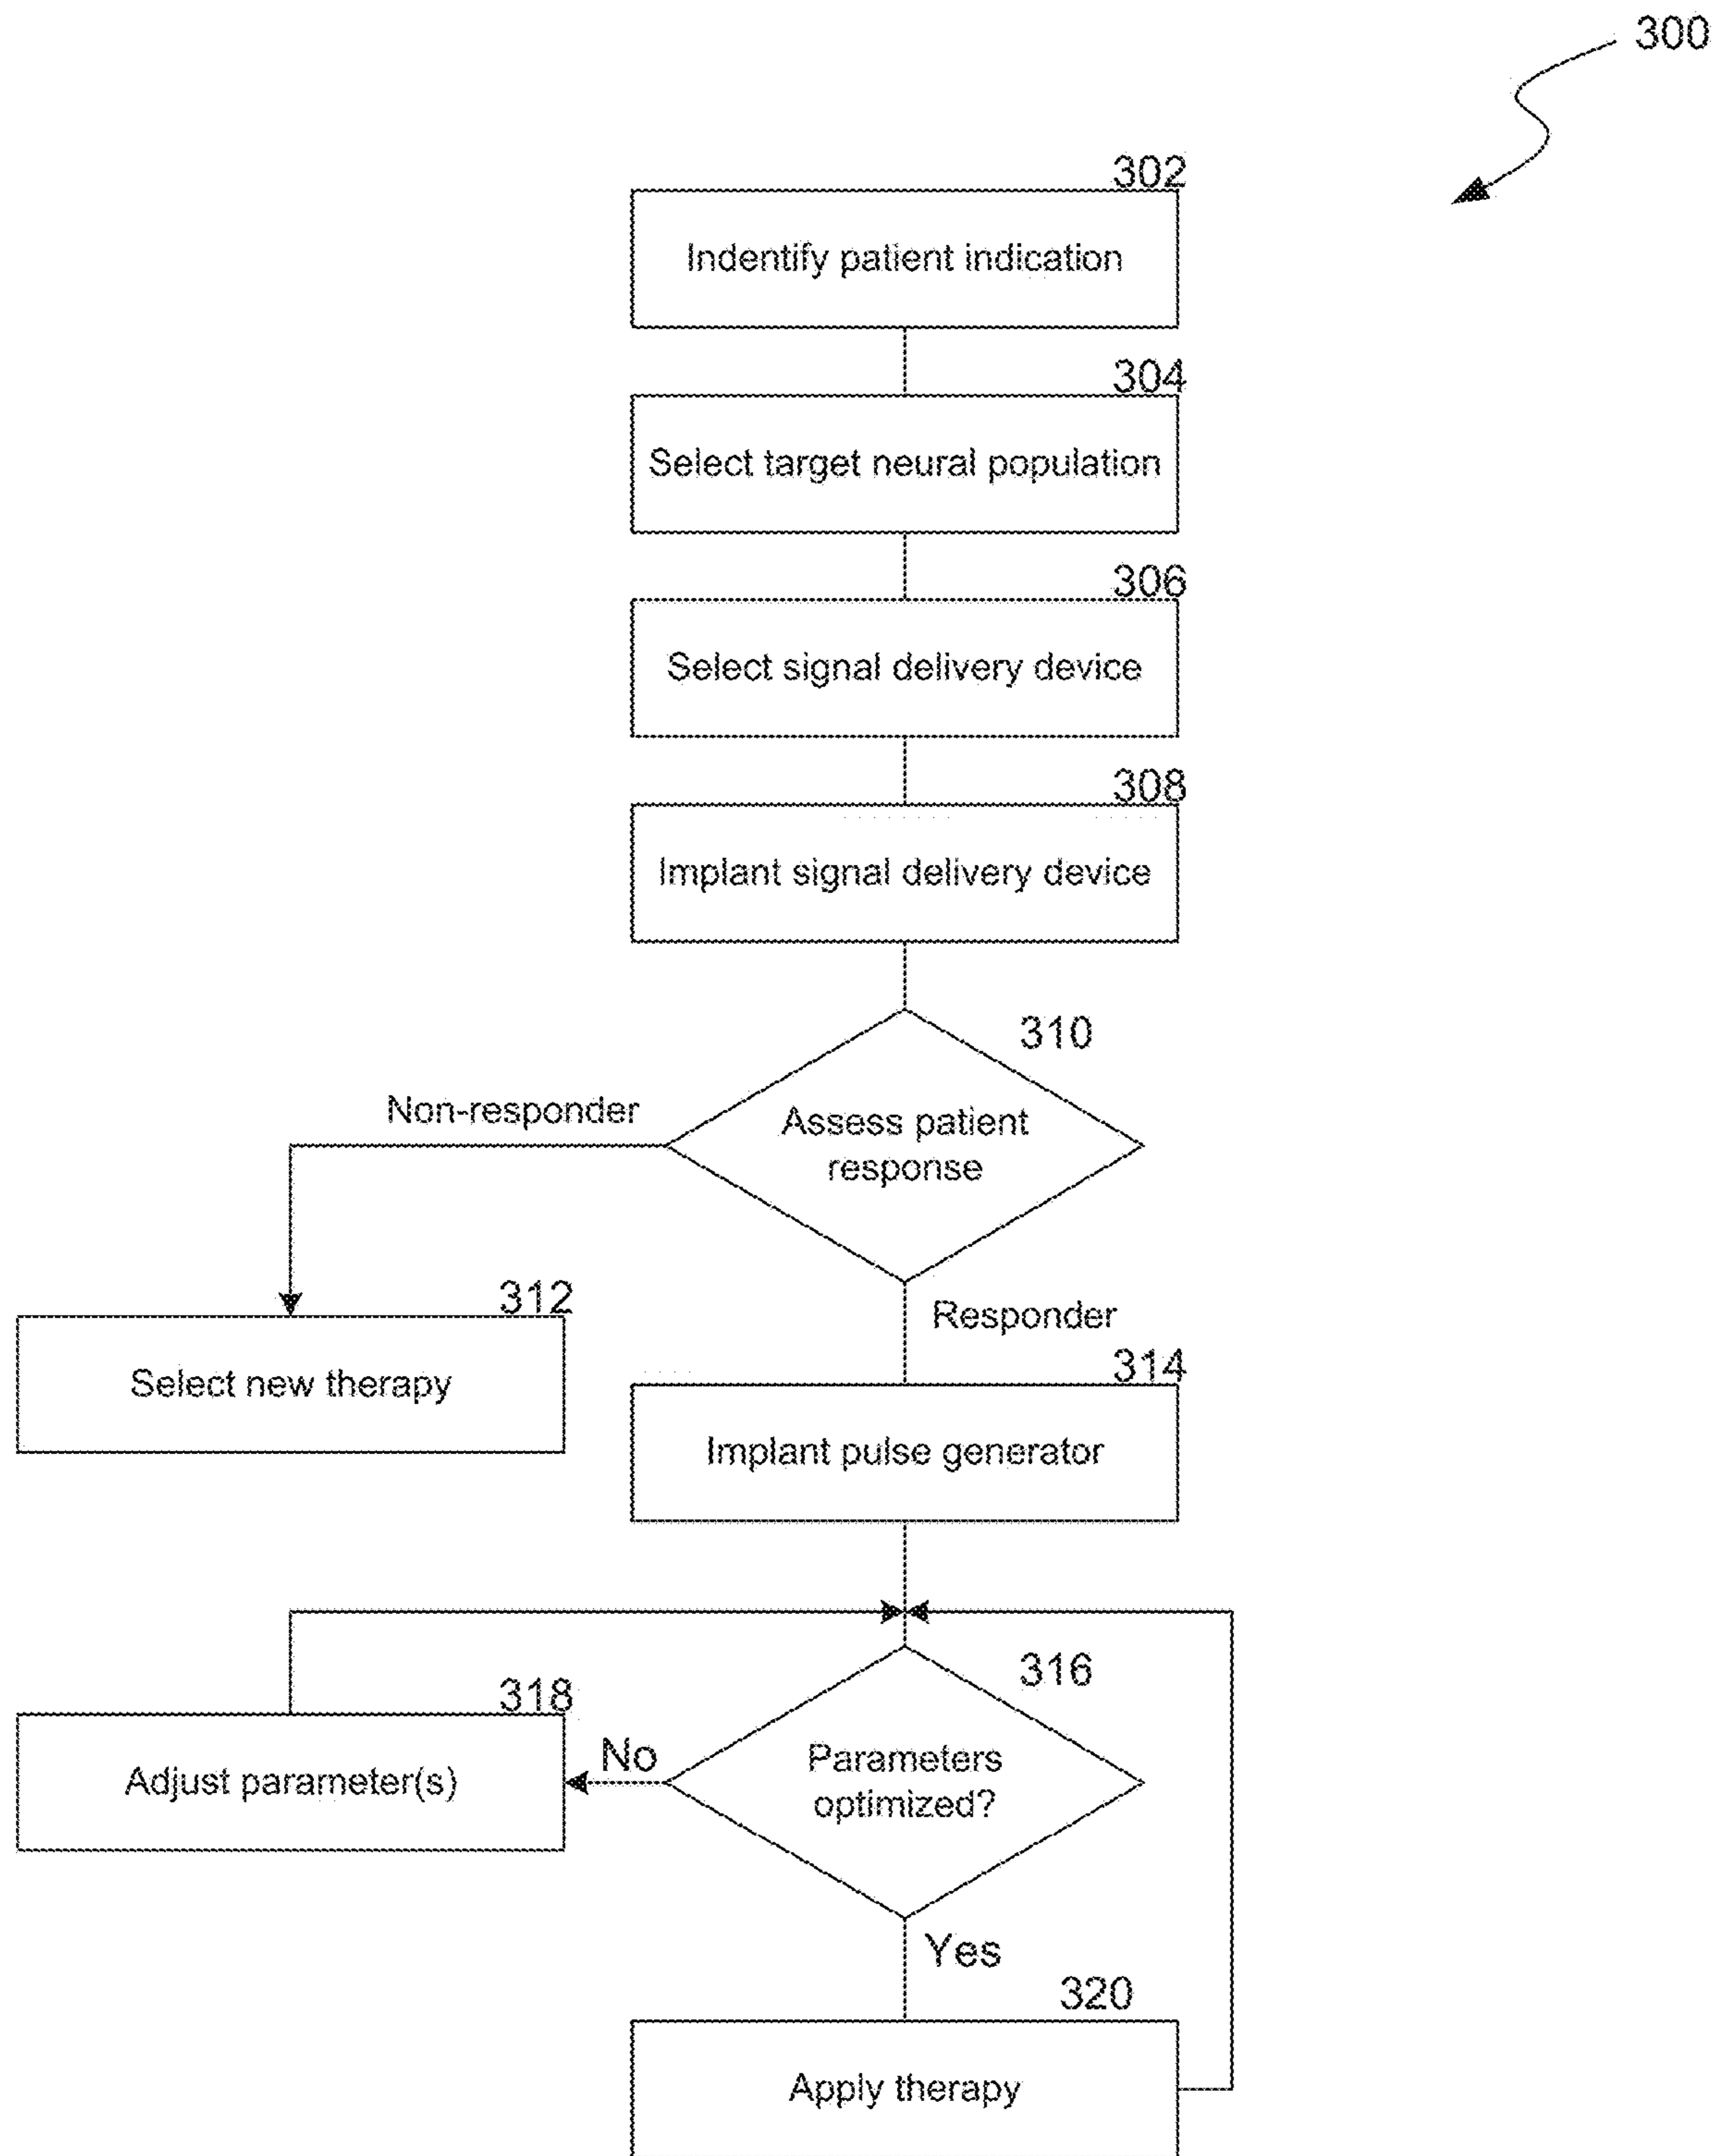 300
302
Indentify patient indication
304
Select target neural population
306
Select signal delivery device
308
Implant signal delivery device
310
Non-responder
Assess patient
response
312
Responder
Select new therapy
314
Implant pulse generator
316
318
No
Parameters
optimized?
Adjust parameter(s)
Yes
320
Apply therapy